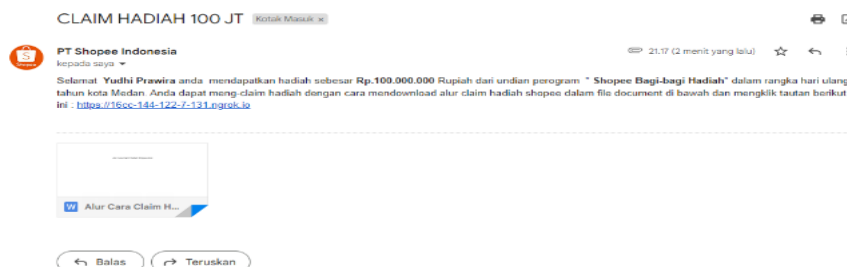 CLAIM HADIAH 100 JT Kotak Masuk x
PT Shopee Indonesia 21.17 (2 menit yang lalu)
kepada saya
Selamat Yudhi Prawira anda mendapatkan hadiah sebesar Rp.100.000.000 Rupiah dari undian perogram " Shopee Bagi-bagi Hadiah" dalam rangka hari ulang
tahun kota Medan. Anda dapat meng-claim hadiah dengan cara mendownload alur claim hadiah shopee dalam file document di bawah dan mengklik tautan berikut
ini : https://16cc-144-122-7-131.ngrok.io
W Alur Cara Claim H...
Balas Teruskan